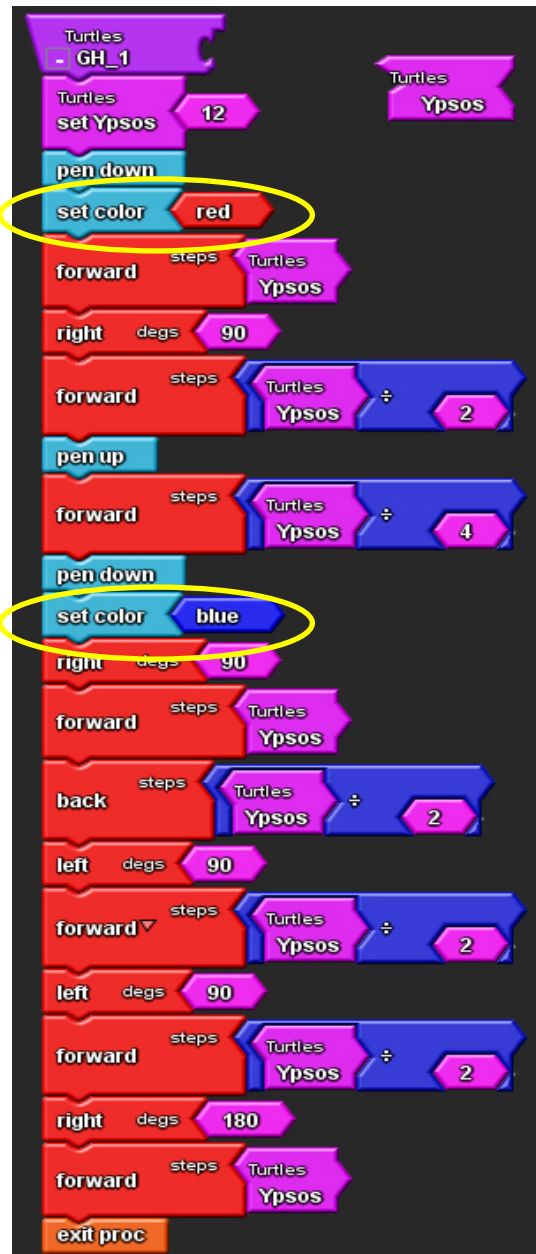 Turtles
- GH_1
Turtles
Ypsos
Turtles
set Ypsos 12
pen down
set color red
forward steps Turtles
Ypsos
right degs 90
forward steps Turtles
Ypsos ÷ 2
pen up
forward steps Turtles
Ypsos ÷ 4
pen down
set color blue
right degs 90
forward steps Turtles
Ypsos
back steps Turtles
Ypsos ÷ 2
left degs 90
forward steps Turtles
Ypsos ÷ 2
left degs 90
forward steps Turtles
Ypsos ÷ 2
right degs 180
forward steps Turtles
Ypsos
exit proc